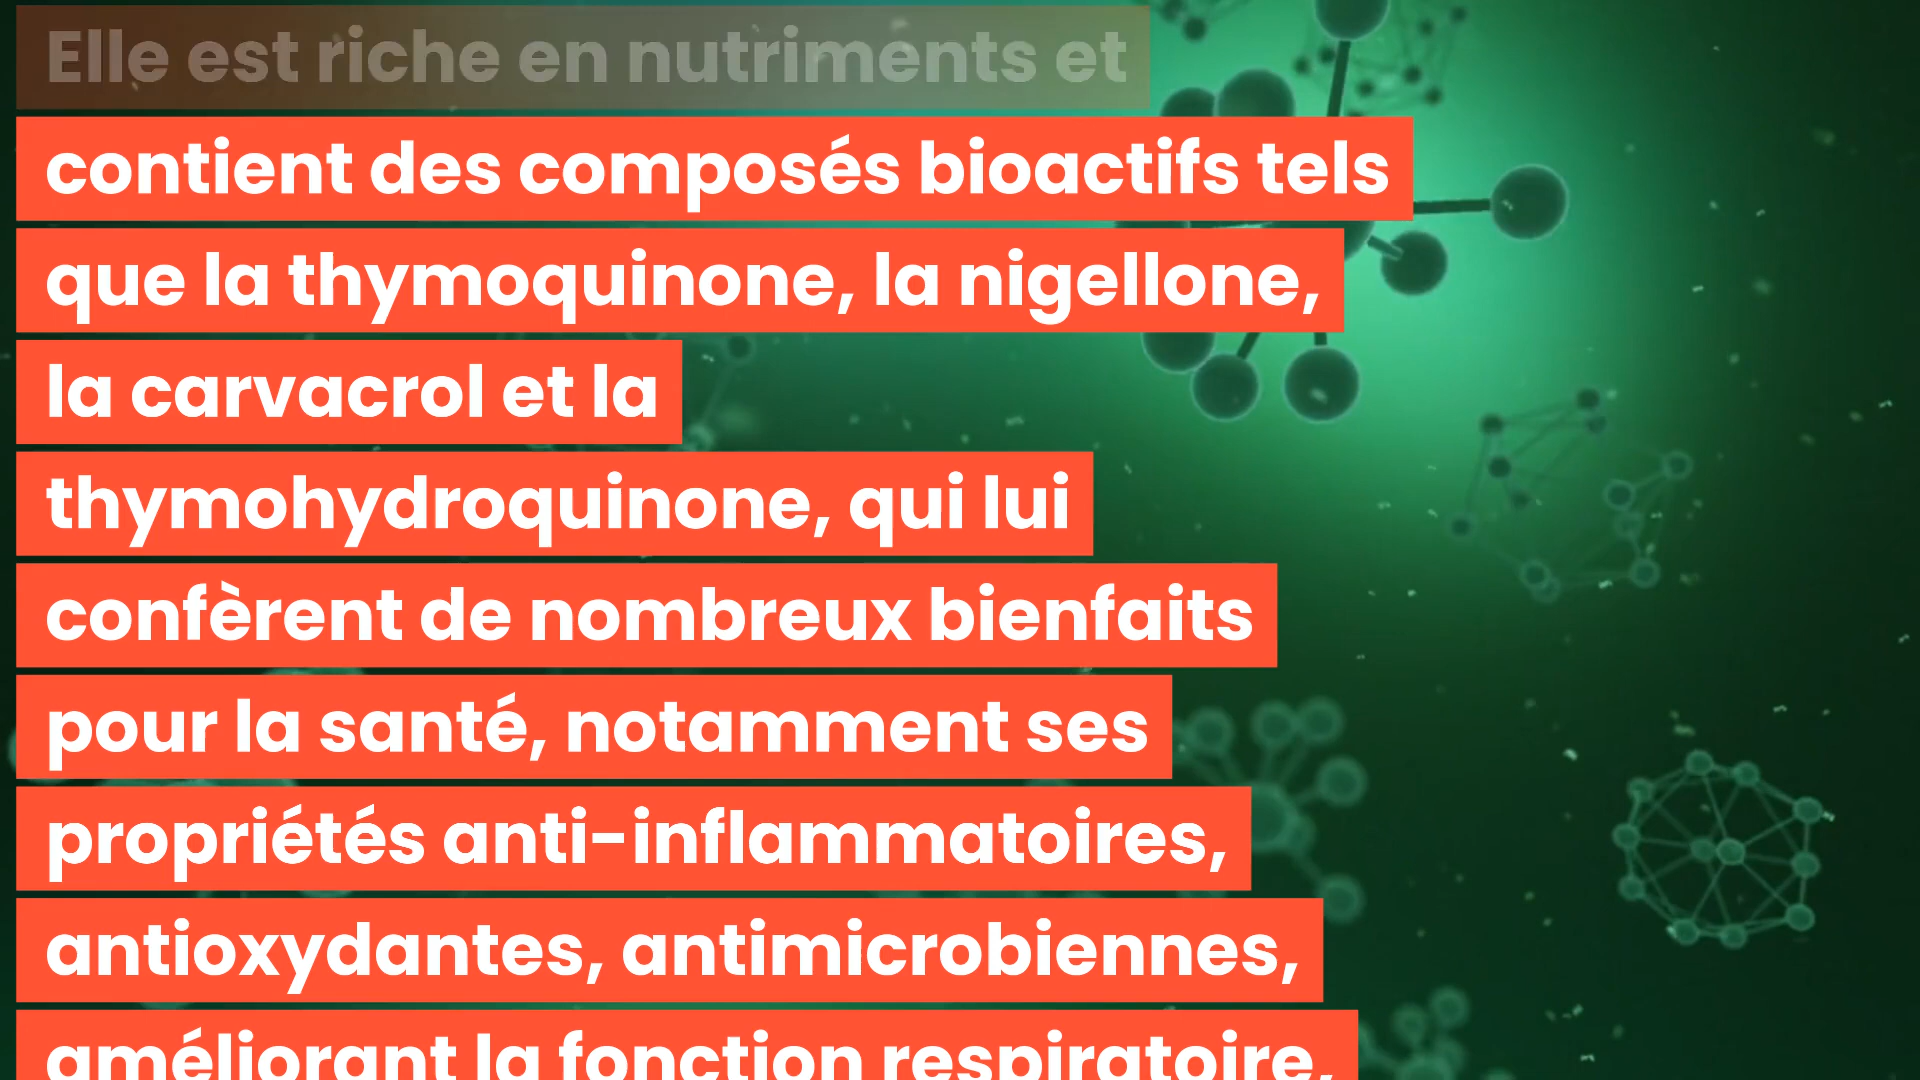 Elle est riche en nutriments et
contient des composés bioactifs tels
que la thymoquinone, la nigellone,
la carvacrol et la
thymohydroquinone, qui lui
confèrent de nombreux bienfaits
pour la santé, notamment ses
propriétés anti-inflammatoires,
antioxydantes, antimicrobiennes,
améliorant la fonction respiratoire,